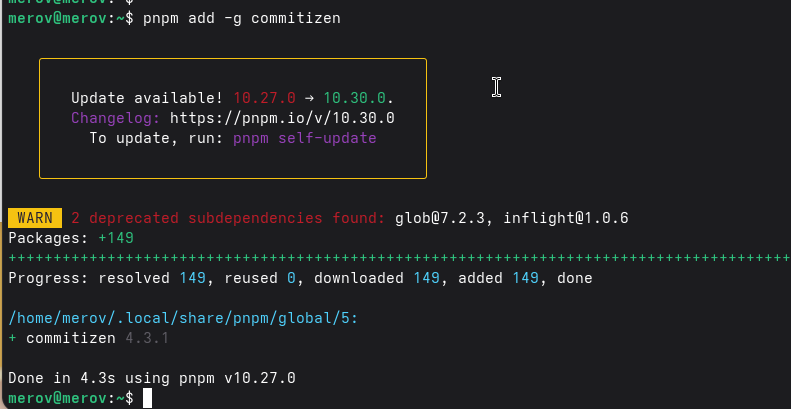 merov@merov:~$
merov@merov:~$ pnpm add -g commitizen
Update available! 10.27.0 → 10.30.0.
Changelog: https://pnpm.io/v/10.30.0
To update, run: pnpm self-update
WARN 2 deprecated subdependencies found: glob@7.2.3, inflight@1.0.6
Packages: +149
+++++++++++++++++++++++++++++++++++++++++++++++++++++++++++++++++++++++++++++++++++++++
Progress: resolved 149, reused 0, downloaded 149, added 149, done
/home/merov/.local/share/pnpm/global/5:
+ commitizen 4.3.1
Done in 4.3s using pnpm v10.27.0
merov@merov:~$